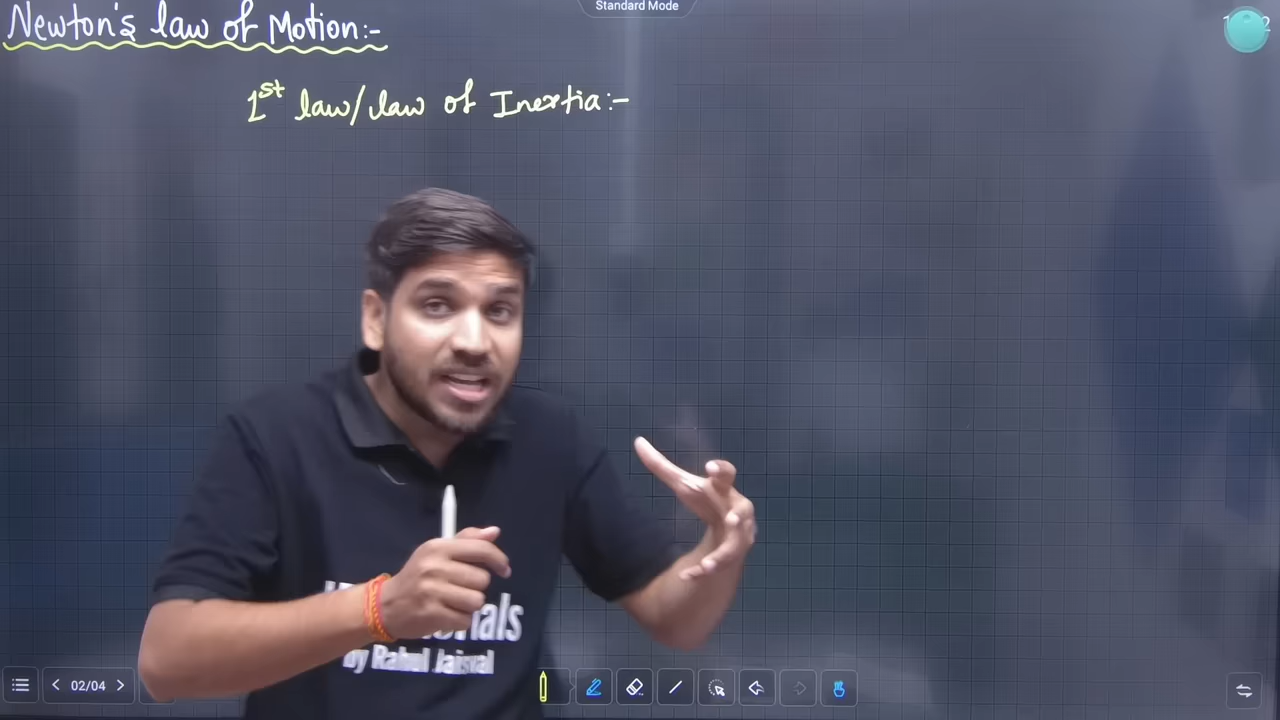 Standard Mode
Newton's law of Motion:-
1st law/law of Inertia:-
by Rahul Jaiswal
02/04